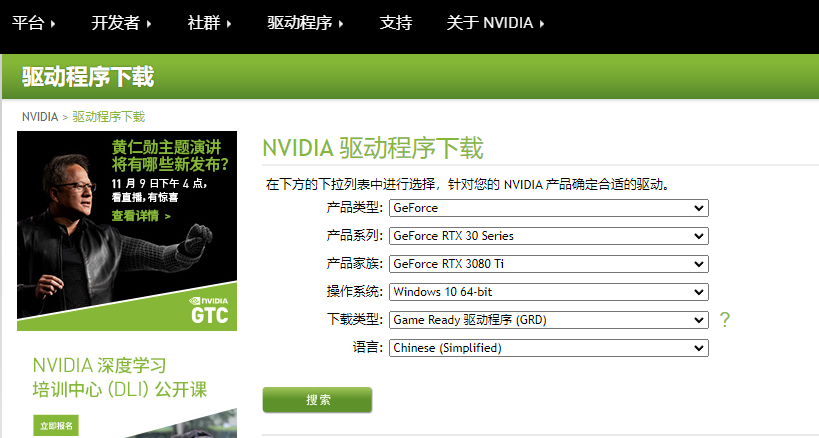 平台 开发者 社群 驱动程序 支持 关于 NVIDIA
驱动程序下载
NVIDIA > 驱动程序下载
黄仁勋主题演讲
将有哪些新发布?
11 月 9 日下午 4 点，
看直播，有惊喜
查看详情 >
NVIDIA
GTC
NVIDIA 深度学习
培训中心（DLI）公开课
立即报名
NVIDIA 驱动程序下载
在下方的下拉列表中进行选择，针对您的 NVIDIA 产品确定合适的驱动。
产品类型: GeForce
产品系列: GeForce RTX 30 Series
产品家族: GeForce RTX 3080 Ti
操作系统: Windows 10 64-bit
下载类型: Game Ready 驱动程序 (GRD) ?
语言: Chinese (Simplified)
搜索